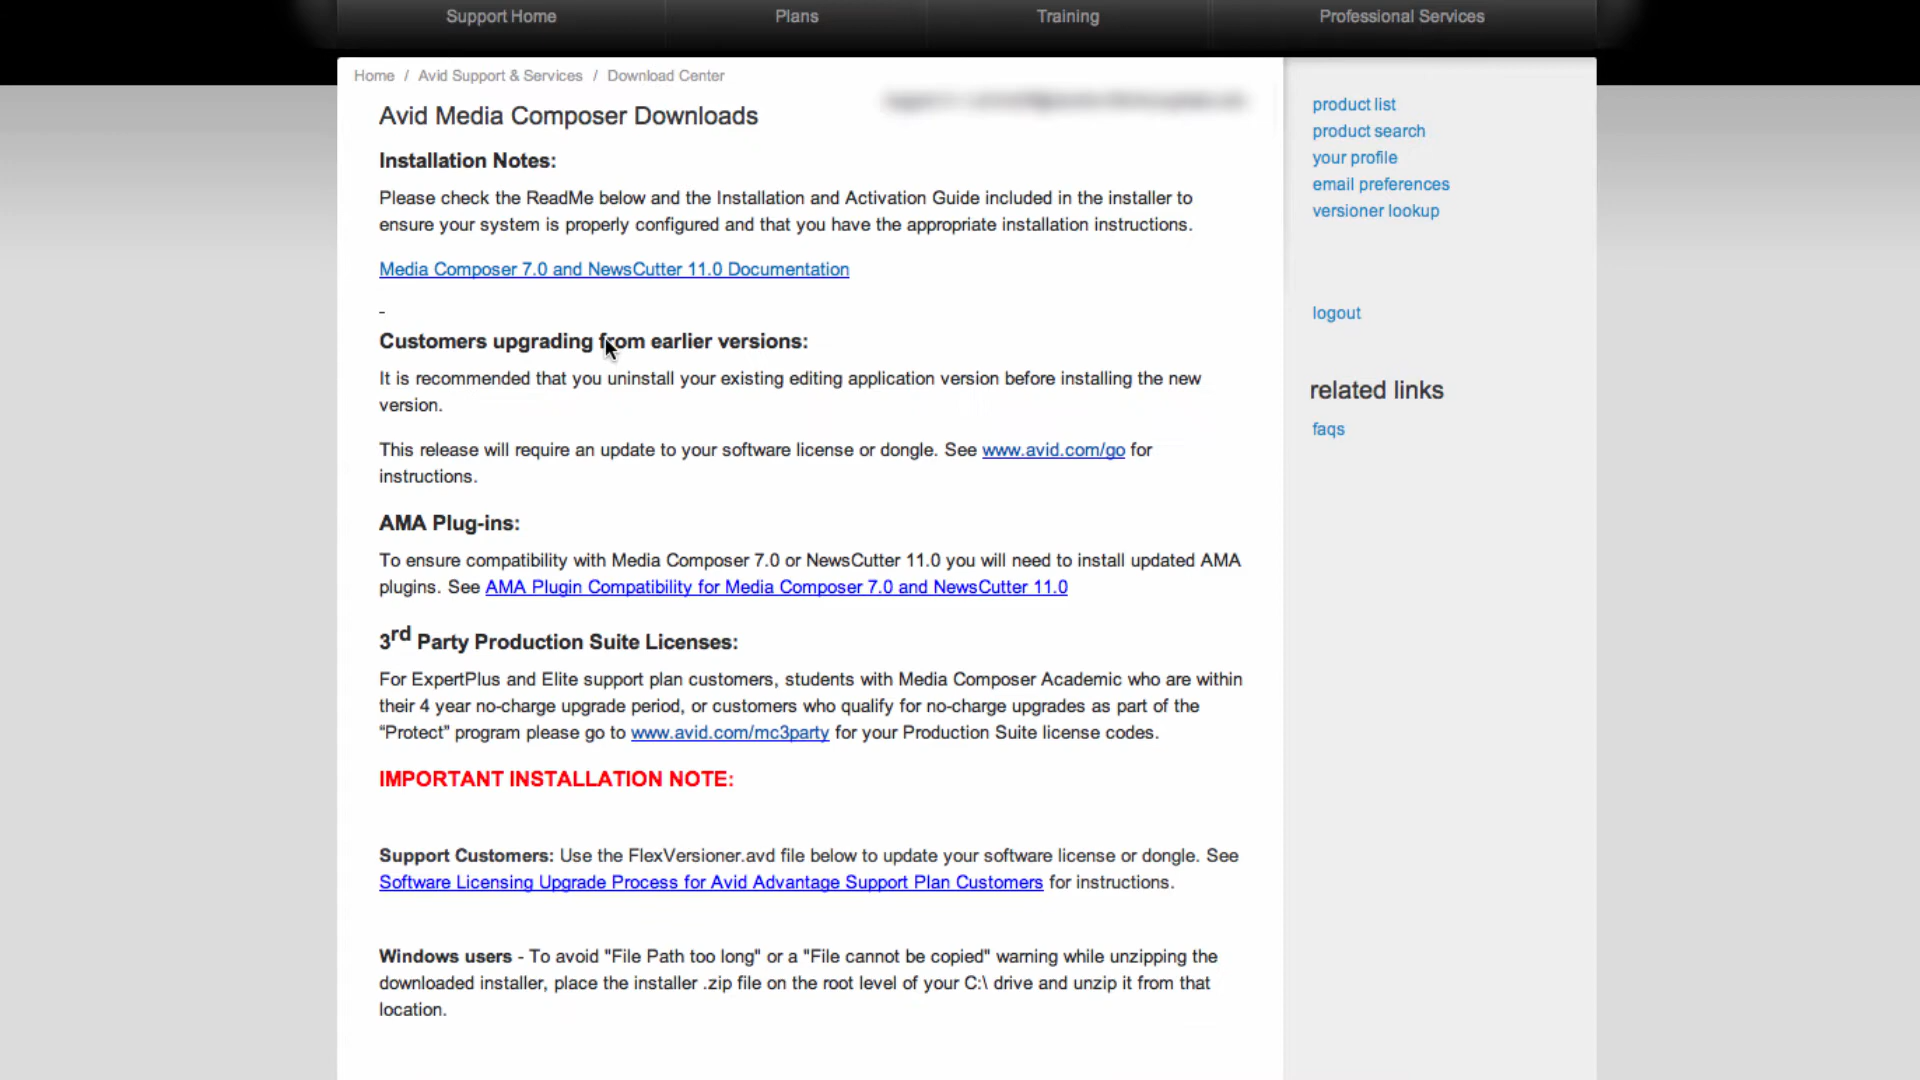 Support Home
Plans
Training
Professional Services
Home / Avid Support & Services / Download Center
Avid Media Composer Downloads
Installation Notes:
Please check the ReadMe below and the Installation and Activation Guide included in the installer to
ensure your system is properly configured and that you have the appropriate installation instructions.
Media Composer 7.0 and NewsCutter 11.0 Documentation
-
Customers upgrading from earlier versions:
It is recommended that you uninstall your existing editing application version before installing the new
version.
This release will require an update to your software license or dongle. See www.avid.com/go for
instructions.
AMA Plug-ins:
To ensure compatibility with Media Composer 7.0 or NewsCutter 11.0 you will need to install updated AMA
plugins. See AMA Plugin Compatibility for Media Composer 7.0 and NewsCutter 11.0
3rd Party Production Suite Licenses:
For ExpertPlus and Elite support plan customers, students with Media Composer Academic who are within
their 4 year no-charge upgrade period, or customers who qualify for no-charge upgrades as part of the
“Protect” program please go to www.avid.com/mc3party for your Production Suite license codes.
IMPORTANT INSTALLATION NOTE:
Support Customers: Use the FlexVersioner.avd file below to update your software license or dongle. See
Software Licensing Upgrade Process for Avid Advantage Support Plan Customers for instructions.
Windows users - To avoid "File Path too long" or a "File cannot be copied" warning while unzipping the
downloaded installer, place the installer .zip file on the root level of your C:\ drive and unzip it from that
location.
product list
product search
your profile
email preferences
versioner lookup
logout
related links
faqs